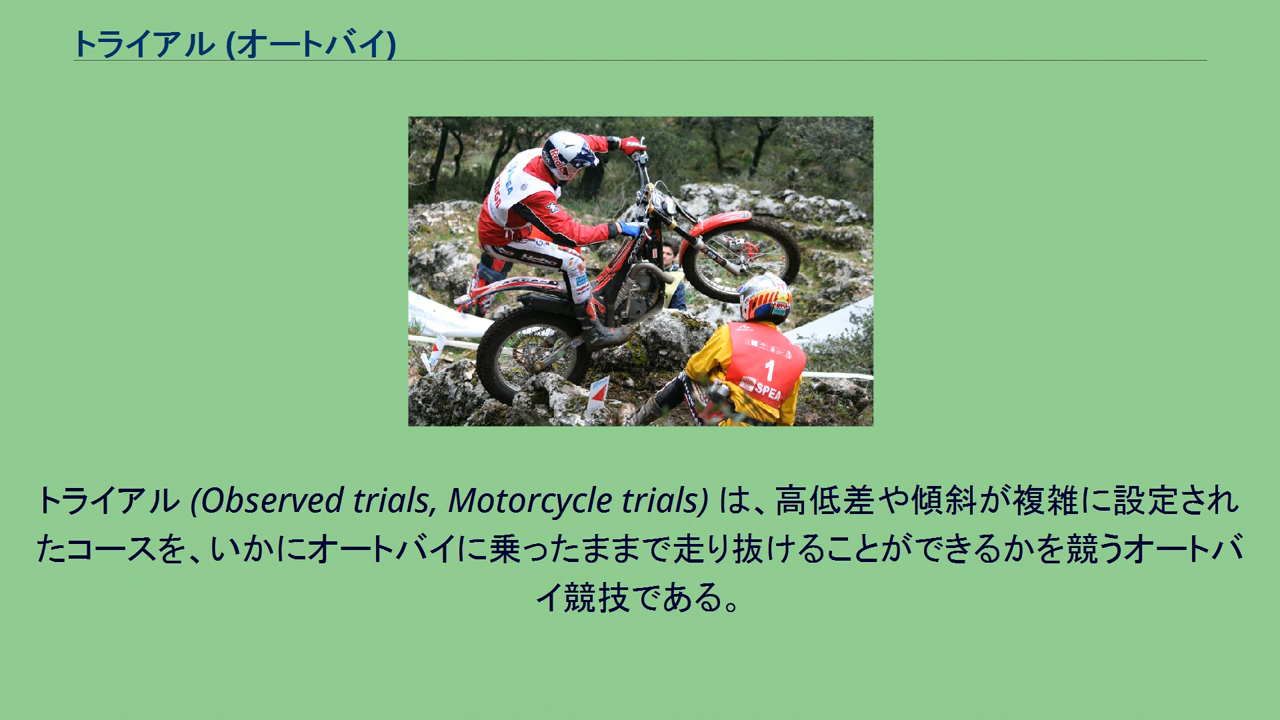 トライアル (オートバイ)
1
SPEA
トライアル (Observed trials, Motorcycle trials) は、高低差や傾斜が複雑に設定され
たコースを、いかにオートバイに乗ったままで走り抜けることができるかを競うオートバ
イ競技である。